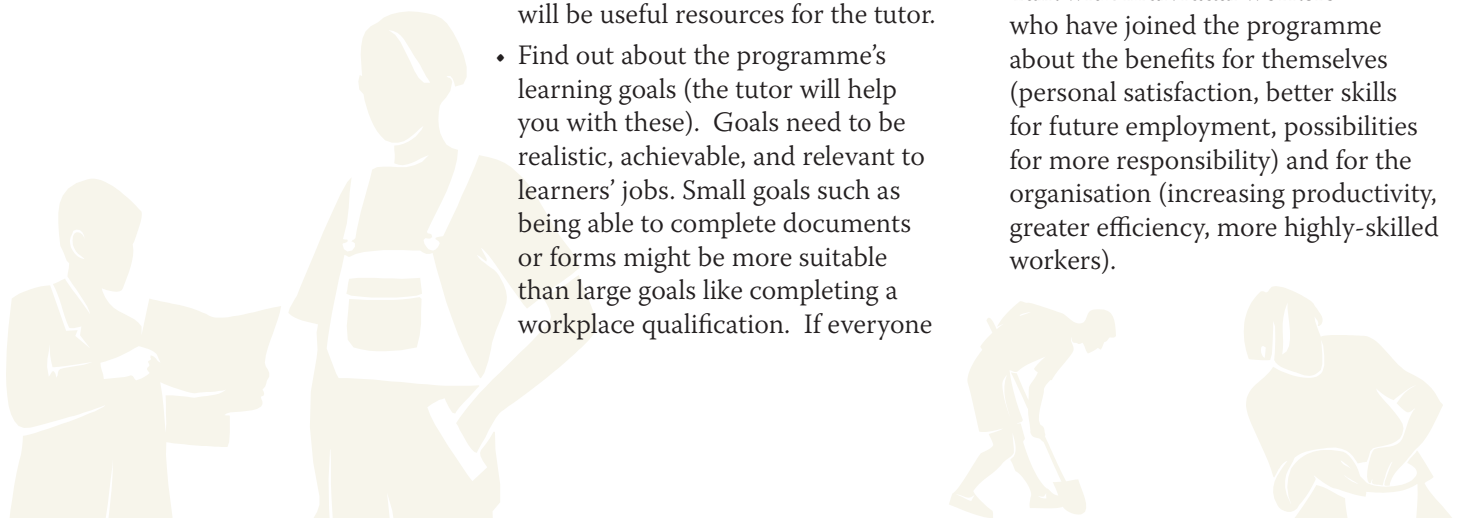 will be useful resources for the tutor.
• Find out about the programme’s
learning goals (the tutor will help
you with these).  Goals need to be
realistic, achievable, and relevant to
learners’ jobs. Small goals such as
being able to complete documents
or forms might be more suitable
than large goals like completing a
workplace qualification.  If everyone
who have joined the programme
about the benefits for themselves
(personal satisfaction, better skills
for future employment, possibilities
for more responsibility) and for the
organisation (increasing productivity,
greater efficiency, more highly-skilled
workers).